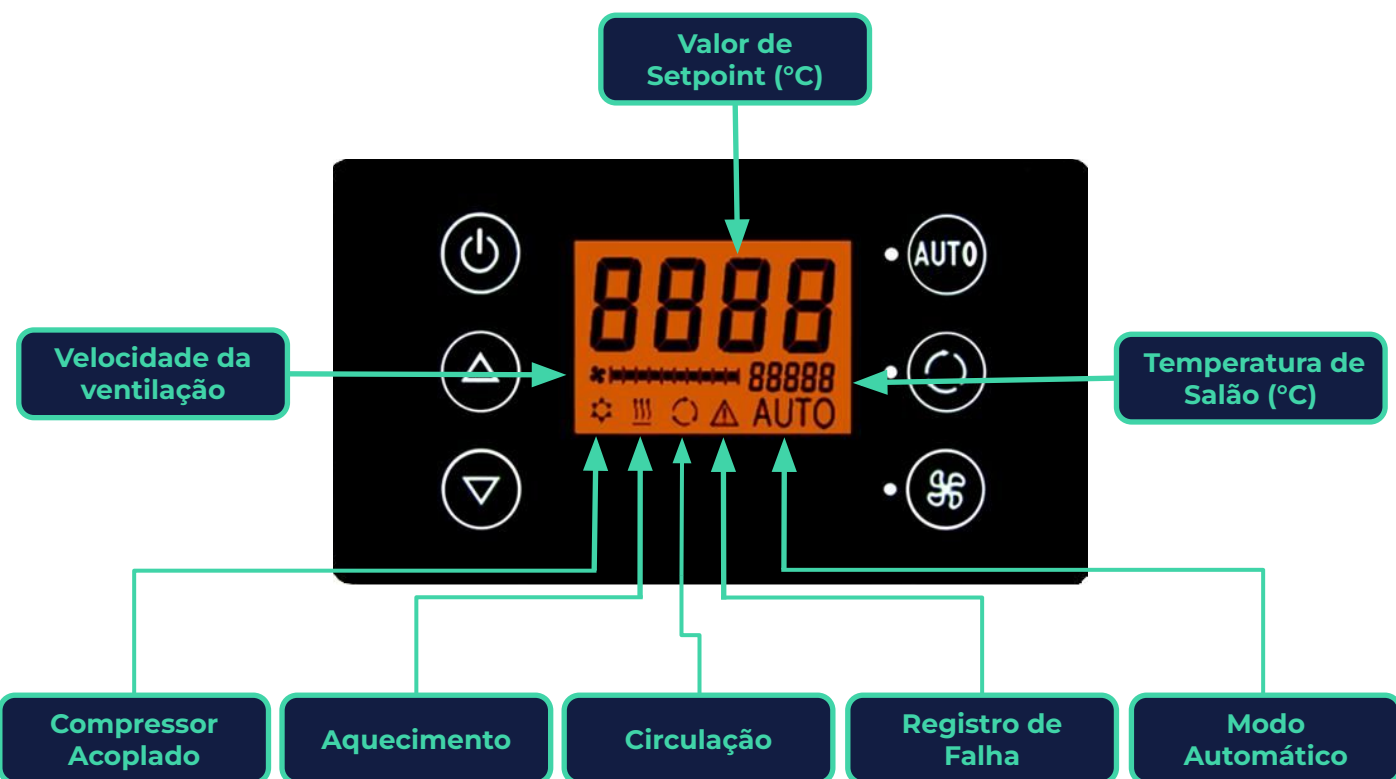 Valor de
Setpoint (°C)
AUTO
8888
Velocidade da
ventilação
88888
Temperatura de
Salão (°C)
AUTO
Compressor
Acoplado
Aquecimento
Circulação
Registro de
Falha
Modo
Automático